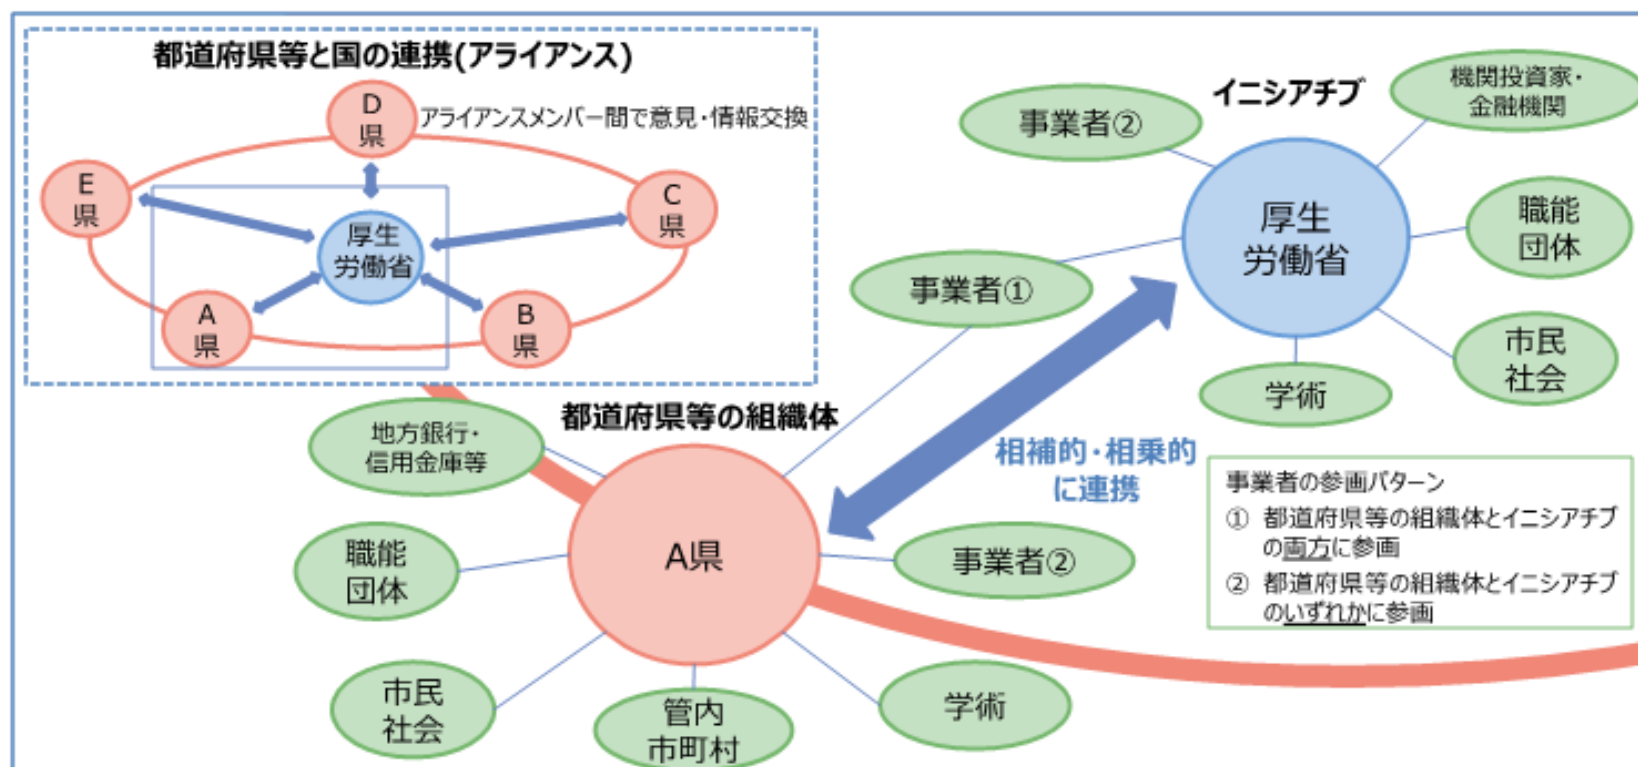 都道府県等と国の連携(アライアンス)
D
県
アライアンスメンバー間で意見・情報交換
E
県
C
県
厚生
労働省
A
県
B
県
イニシアチブ
機関投資家・
金融機関
事業者②
厚生
労働省
職能
団体
事業者①
市民
社会
学術
都道府県等の組織体
地方銀行・
信用金庫等
相補的・相乗的
に連携
A県
職能
団体
事業者②
市民
社会
管内
市町村
学術
事業者の参画パターン
① 都道府県等の組織体とイニシアチブ
の両方に参画
② 都道府県等の組織体とイニシアチブ
のいずれかに参画